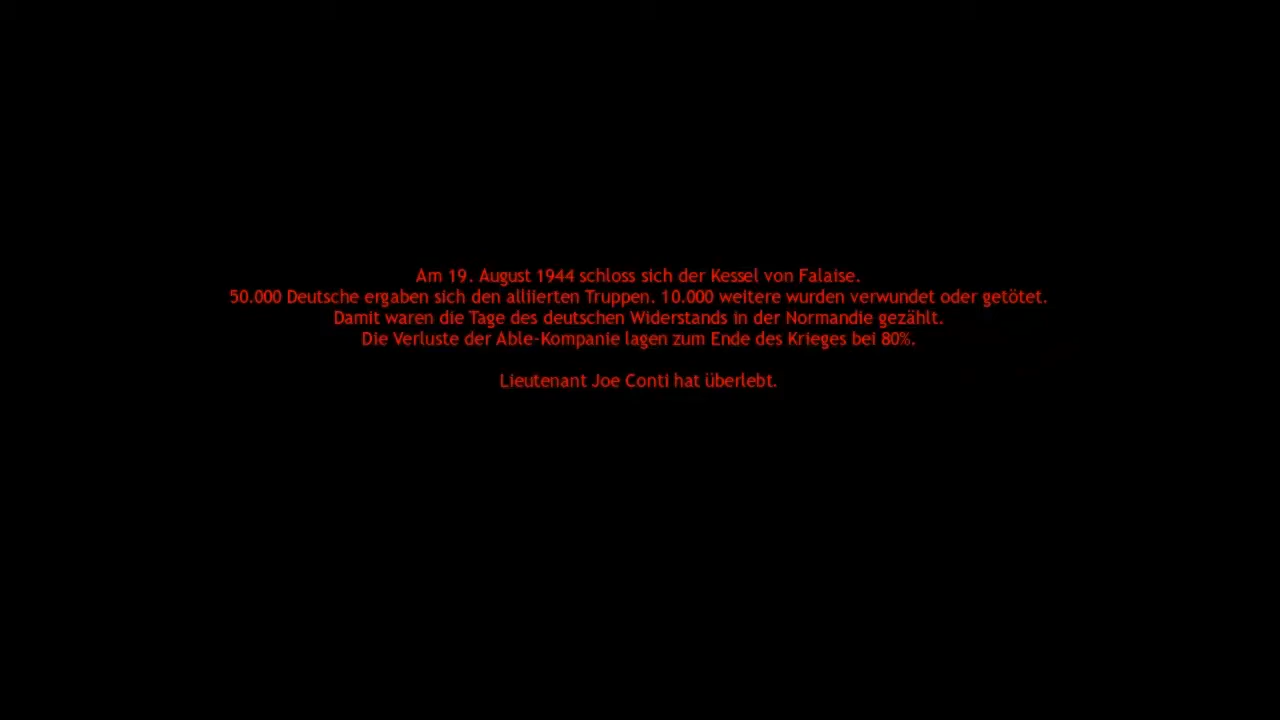 Am 19. August 1944 schloss sich der Kessel von Falaise.
50.000 Deutsche ergaben sich den alliierten Truppen. 10.000 weitere wurden verwundet oder getötet.
Damit waren die Tage des deutschen Widerstands in der Normandie gezählt.
Die Verluste der Able-Kompanie lagen zum Ende des Krieges bei 80%.
Lieutenant Joe Conti hat überlebt.